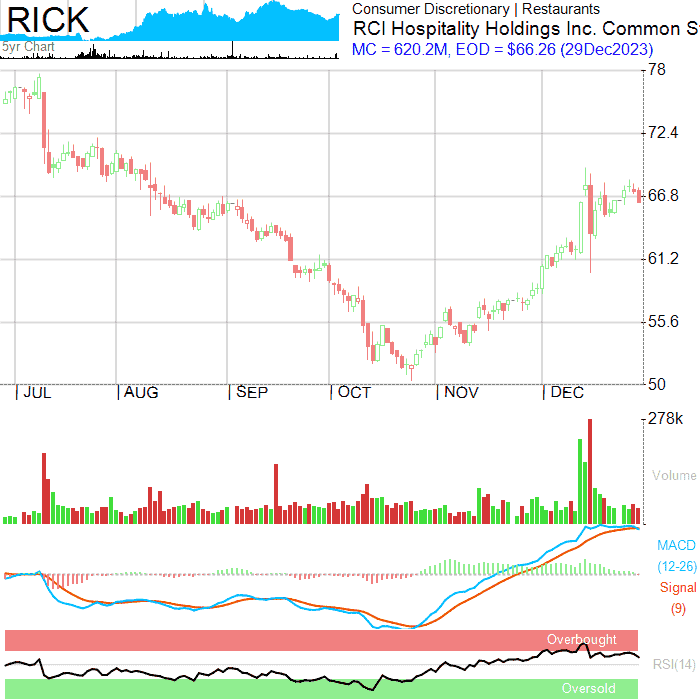 RICK
5yr Chart
Consumer Discretionary | Restaurants
RCI Hospitality Holdings Inc. Common S
MC = 620.2M, EOD = $66.26 (29Dec2023)
78
72.4
66.8
61.2
55.6
50
JUL AUG SEP OCT NOV DEC
278k
Volume
MACD
(12-26)
Signal
(9)
Overbought
RSI(14)
Oversold